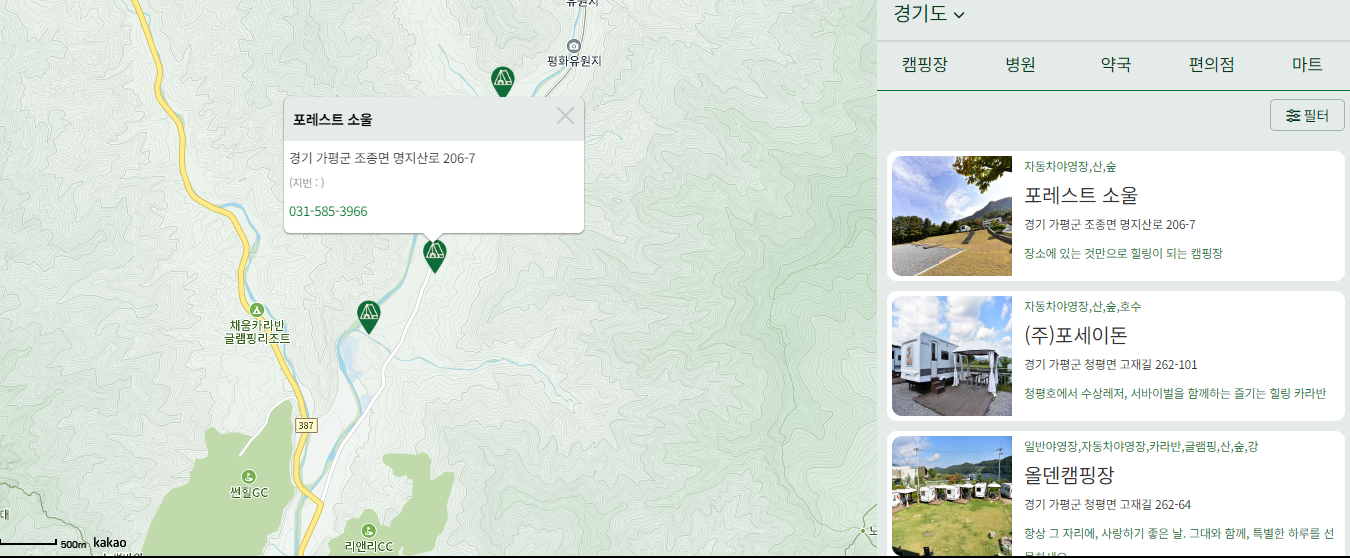 유원지
평화유원지
포레스트 소울
경기 가평군 조종면 명지산로 206-7
(지번 : )
031-585-3966
채움카라반
글램핑리조트
387
썬힐GC
리앤리CC
대
노
500m kakao
경기도
캠핑장 병원 약국 편의점 마트
필터
자동차야영장,산,숲
포레스트 소울
경기 가평군 조종면 명지산로 206-7
장소에 있는 것만으로 힐링이 되는 캠핑장
자동차야영장,산,숲,호수
(주)포세이돈
경기 가평군 청평면 고재길 262-101
청평호에서 수상레저, 서바이벌을 함께하는 즐기는 힐링 카라반
일반야영장,자동차야영장,카라반,글램핑,산,숲,강
올덴캠핑장
경기 가평군 청평면 고재길 262-64
항상 그 자리에, 사랑하기 좋은 날. 그대와 함께, 특별한 하루를 선